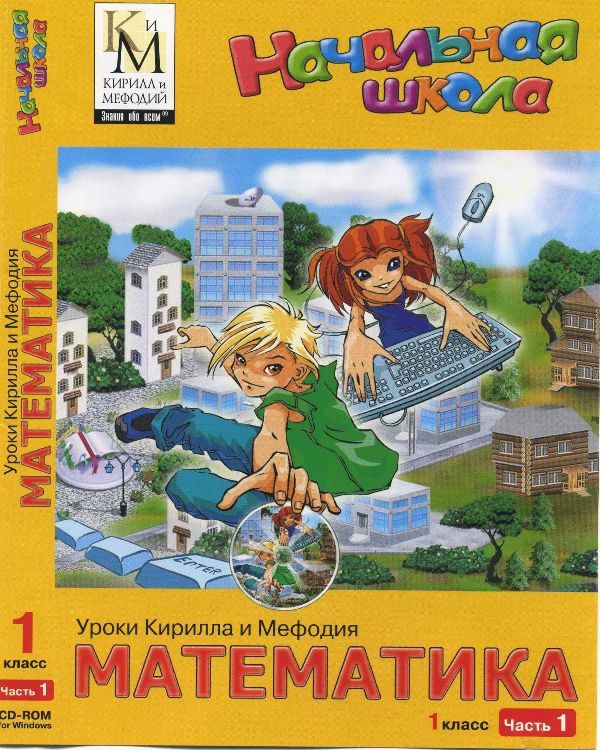 Начальная
школа
Уроки Кирилла и Мефодия
МАТЕМАТИКА
1
класс
Часть 1
CD-ROM
for Windows
К и
М
КИРИЛЛ и
МЕФОДИЙ
Знания обо всем
Начальная
школа
ENTER
Уроки Кирилла и Мефодия
МАТЕМАТИКА
1 класс Часть 1